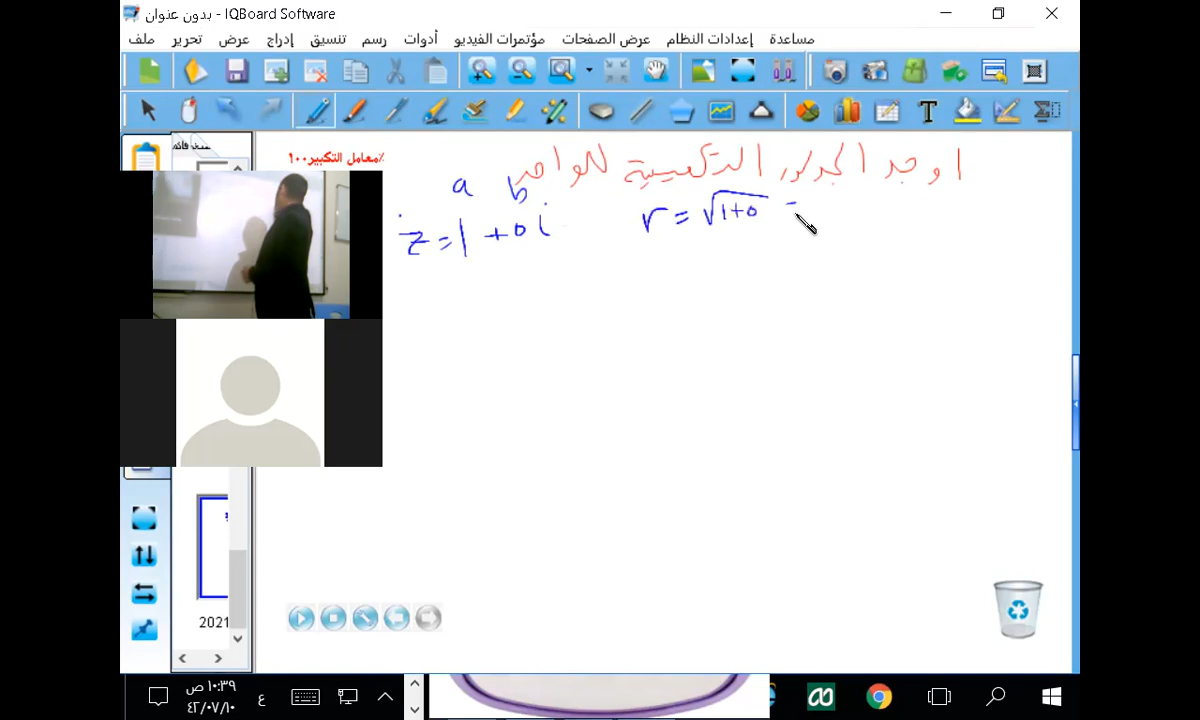 بدون عنوان - IQBoard Software
ملف تحرير عرض إدراج تنسيق رسم أدوات مؤتمرات الفيديو عرض الصفحات إعدادات النظام مساعدة
معامل التكبير١٠٠٪
اوجد الجذور التكعيبية للواحد
a b
z = 1 + 0 i r = √1+0 =
2021
١٠:٣٩ ص
ع
٤٢/٠٧/١٠